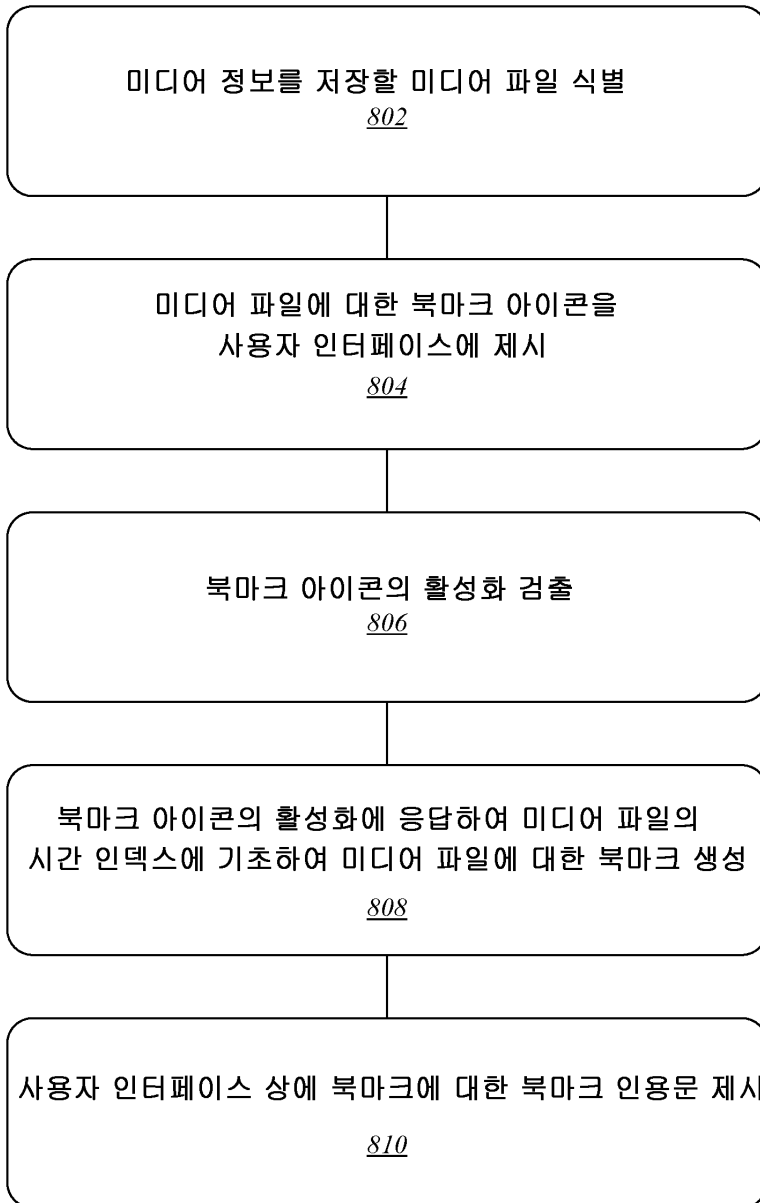 미디어 정보를 저장할 미디어 파일 식별
802
미디어 파일에 대한 북마크 아이콘을
사용자 인터페이스에 제시
804
북마크 아이콘의 활성화 검출
806
북마크 아이콘의 활성화에 응답하여 미디어 파일의
시간 인덱스에 기초하여 미디어 파일에 대한 북마크 생성
808
사용자 인터페이스 상에 북마크에 대한 북마크 인용문 제시
810